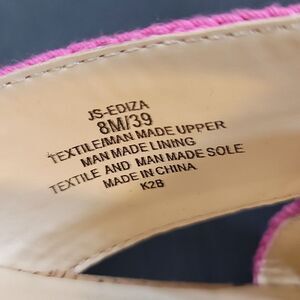 JS-EDIZA
8M/39
TEXTILE/MAN MADE UPPER
MAN MADE LINING
TEXTILE AND MAN MADE SOLE
MADE IN CHINA
K2B